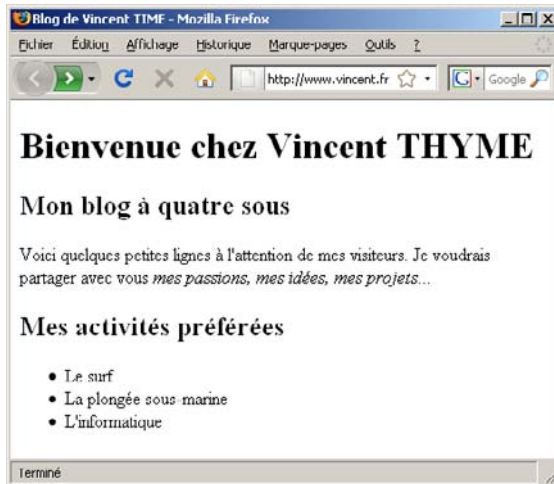 Blog de Vincent TIME - Mozilla Firefox
Fichier Édition Affichage Historique Marque-pages Outils ?
http://www.vincent.fr Google
Bienvenue chez Vincent THYME
Mon blog à quatre sous
Voici quelques petites lignes à l'attention de mes visiteurs. Je voudrais
partager avec vous mes passions, mes idées, mes projets...
Mes activités préférées
• Le surf
• La plongée sous-marine
• L'informatique
Terminé